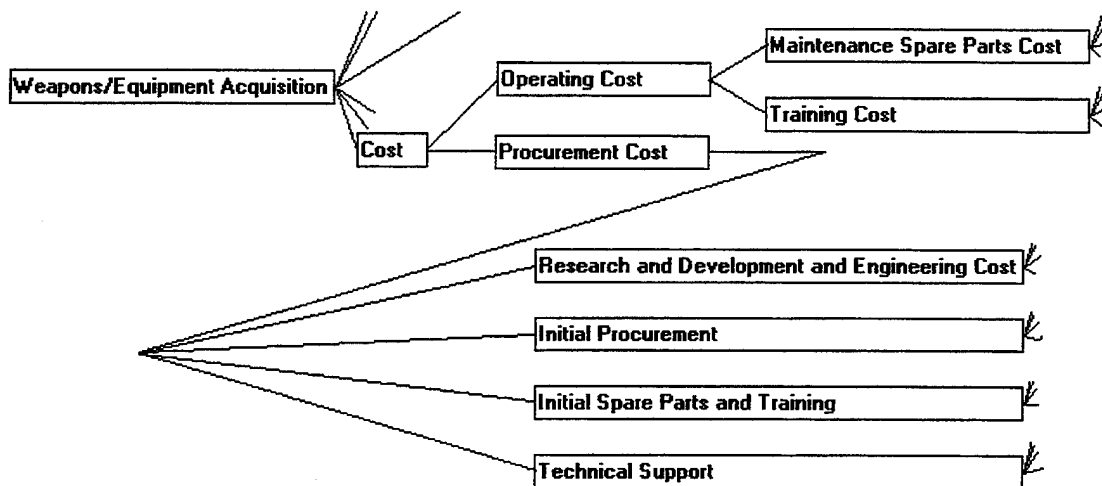 Maintenance Spare Parts Cost
Weapons/Equipment Acquisition
Operating Cost
Training Cost
Cost
Procurement Cost
Research and Development and Engineering Cost
Initial Procurement
Initial Spare Parts and Training
Technical Support